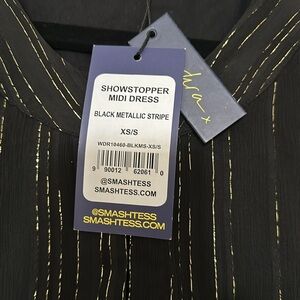 SHOWSTOPPER
MIDI DRESS
BLACK METALLIC STRIPE
XS/S
WDR10460-BLKMS-XS/S
9 90012 62061 0
@SMASHTESS
SMASHTESS.COM
@SMASHTESS
SMASHTESS.COM